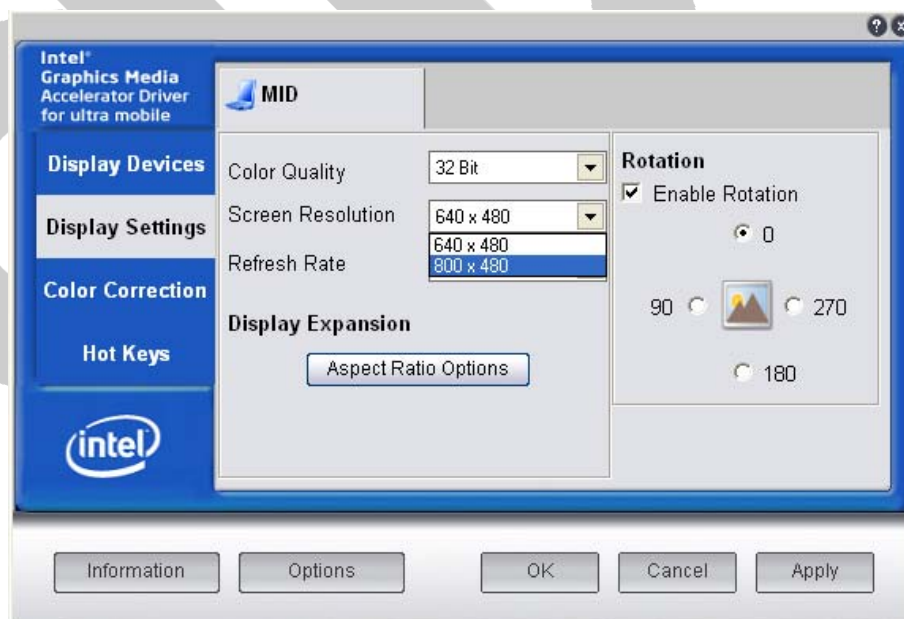 Intel®
Graphics Media
Accelerator Driver
for ultra mobile
MID
Display Devices
Display Settings
Color Correction
Hot Keys
intel
Color Quality
32 Bit
Screen Resolution
640 x 480
640 x 480
800 x 480
Refresh Rate
Display Expansion
Aspect Ratio Options
Rotation
Enable Rotation
0
90
270
180
Information
Options
OK
Cancel
Apply